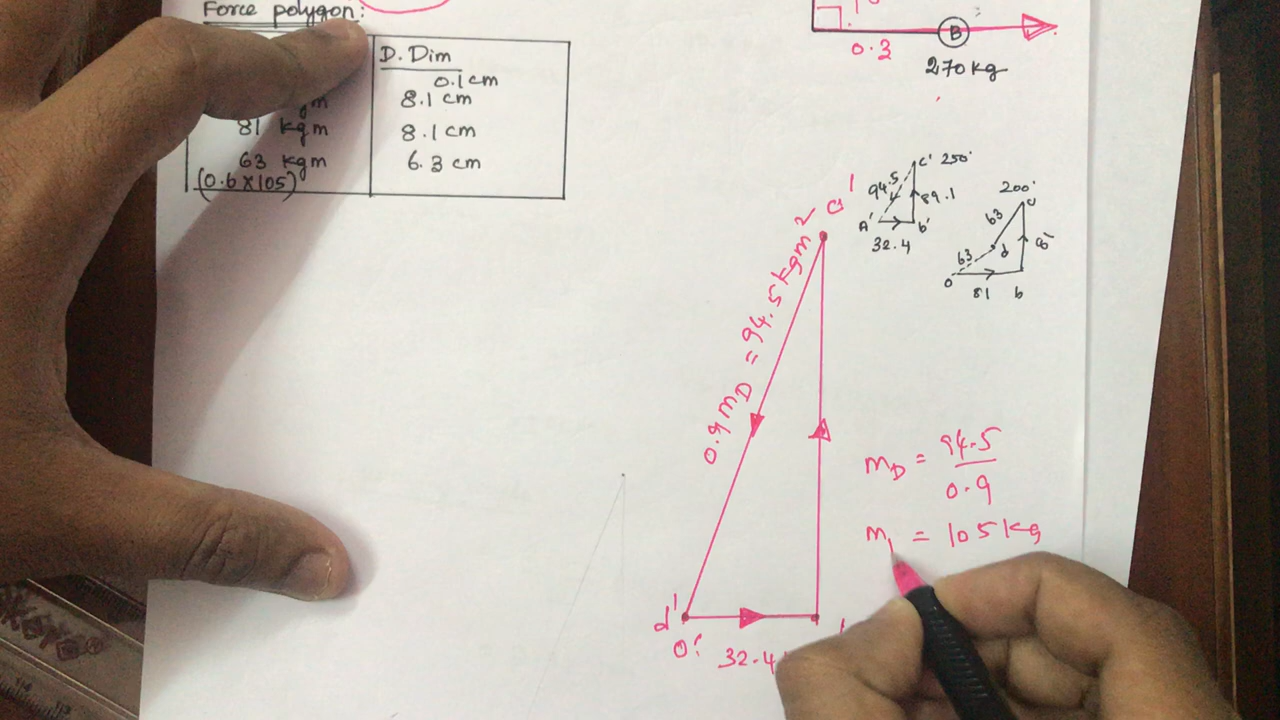 Force polygon:
D. Dim
0.1 cm
8.1 cm
81 kgm 8.1 cm
63 kgm 6.3 cm
(0.6 X 105)
0.3
B
270 kg
c' 250'
94.5
89.1
A' b'
32.4
200'
c
63
d
63
o
81 b
c'
0.9 mD = 94.5 kgm²
mD = 94.5
0.9
m = 105 kg
d'
o'
32.4